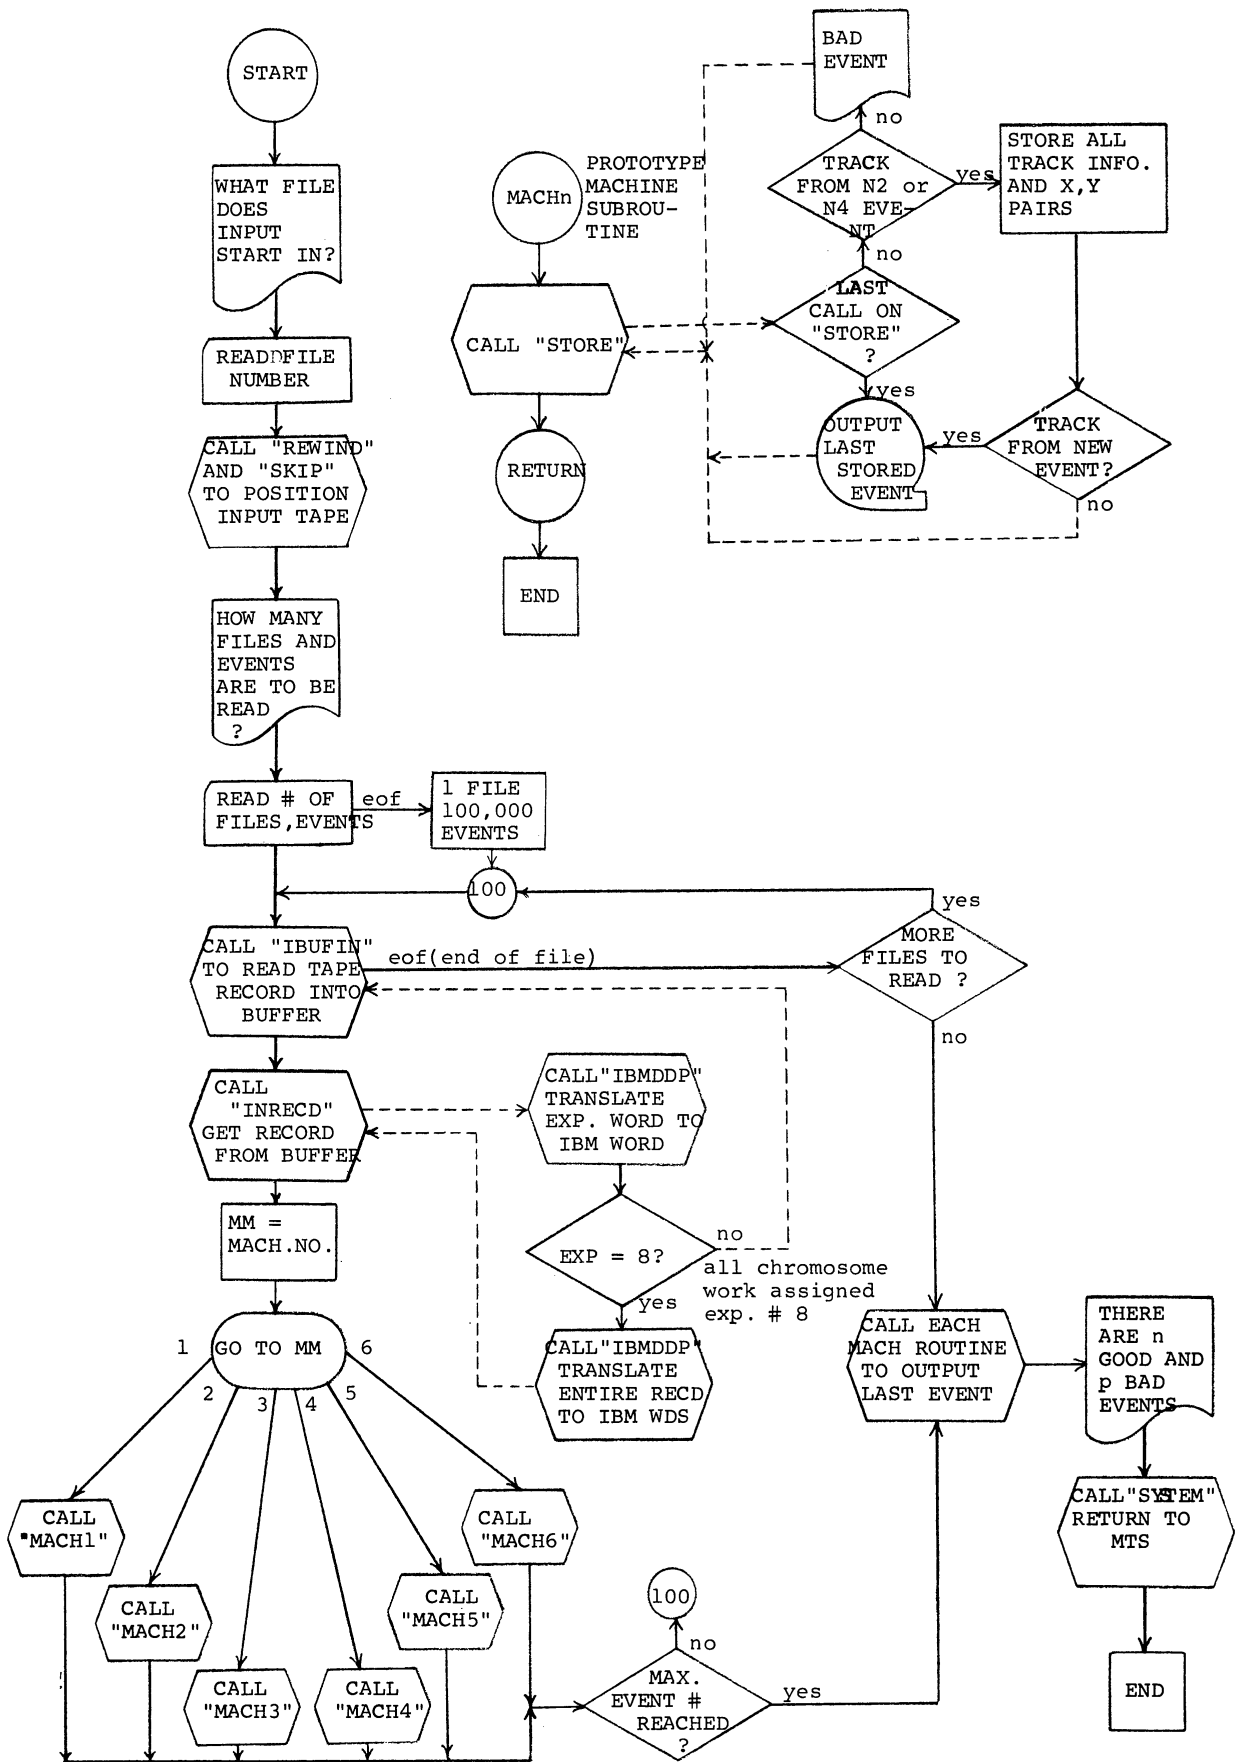 START
WHAT FILE
DOES
INPUT
START IN?
READ FILE
NUMBER
CALL "REWIND"
AND "SKIP"
TO POSITION
INPUT TAPE
HOW MANY
FILES AND
EVENTS
ARE TO BE
READ
?
READ # OF
FILES,EVENTS
eof
1 FILE
100,000
EVENTS
100
CALL "IBUFIN"
TO READ TAPE
RECORD INTO
BUFFER
eof(end of file)
MORE
FILES TO
READ ?
yes
no
CALL
"INRECD"
GET RECORD
FROM BUFFER
CALL"IBMDDP"
TRANSLATE
EXP. WORD TO
IBM WORD
EXP = 8?
no
all chromosome
work assigned
exp. # 8
yes
CALL"IBMDDP"
TRANSLATE
ENTIRE RECD
TO IBM WDS
MM =
MACH.NO.
GO TO MM
1
2
3
4
5
6
CALL
"MACH1"
CALL
"MACH2"
CALL
"MACH3"
CALL
"MACH4"
CALL
"MACH5"
CALL
"MACH6"
100
no
MAX.
EVENT #
REACHED
?
yes
CALL EACH
MACH ROUTINE
TO OUTPUT
LAST EVENT
THERE
ARE n
GOOD AND
p BAD
EVENTS
CALL"SYSTEM"
RETURN TO
MTS
END
MACHn
PROTOTYPE
MACHINE
SUBROU-
TINE
CALL "STORE"
RETURN
END
BAD
EVENT
no
TRACK
FROM N2 or
N4 EVE-
NT
yes
STORE ALL
TRACK INFO.
AND X,Y
PAIRS
no
LAST
CALL ON
"STORE"
?
yes
OUTPUT
LAST
STORED
EVENT
yes
TRACK
FROM NEW
EVENT?
no